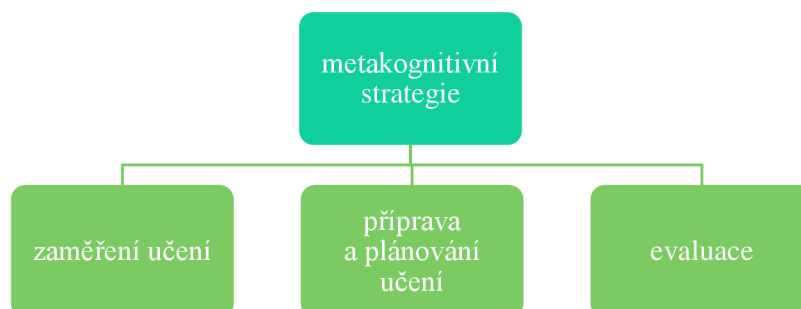 metakognitivní
strategie
zaměření učení
příprava
a plánování
učení
evaluace